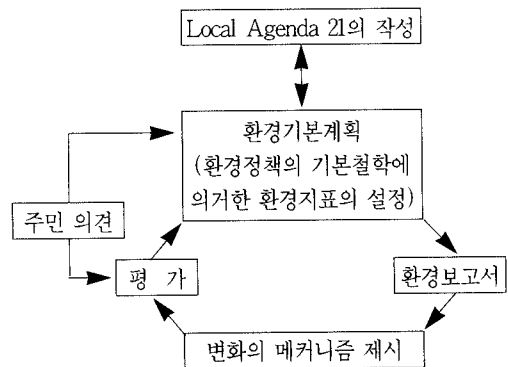 Local Agenda 21의 작성
환경기본계획
(환경정책의 기본철학에
의거한 환경지표의 설정)
주민 의견
평 가
환경보고서
변화의 메커니즘 제시